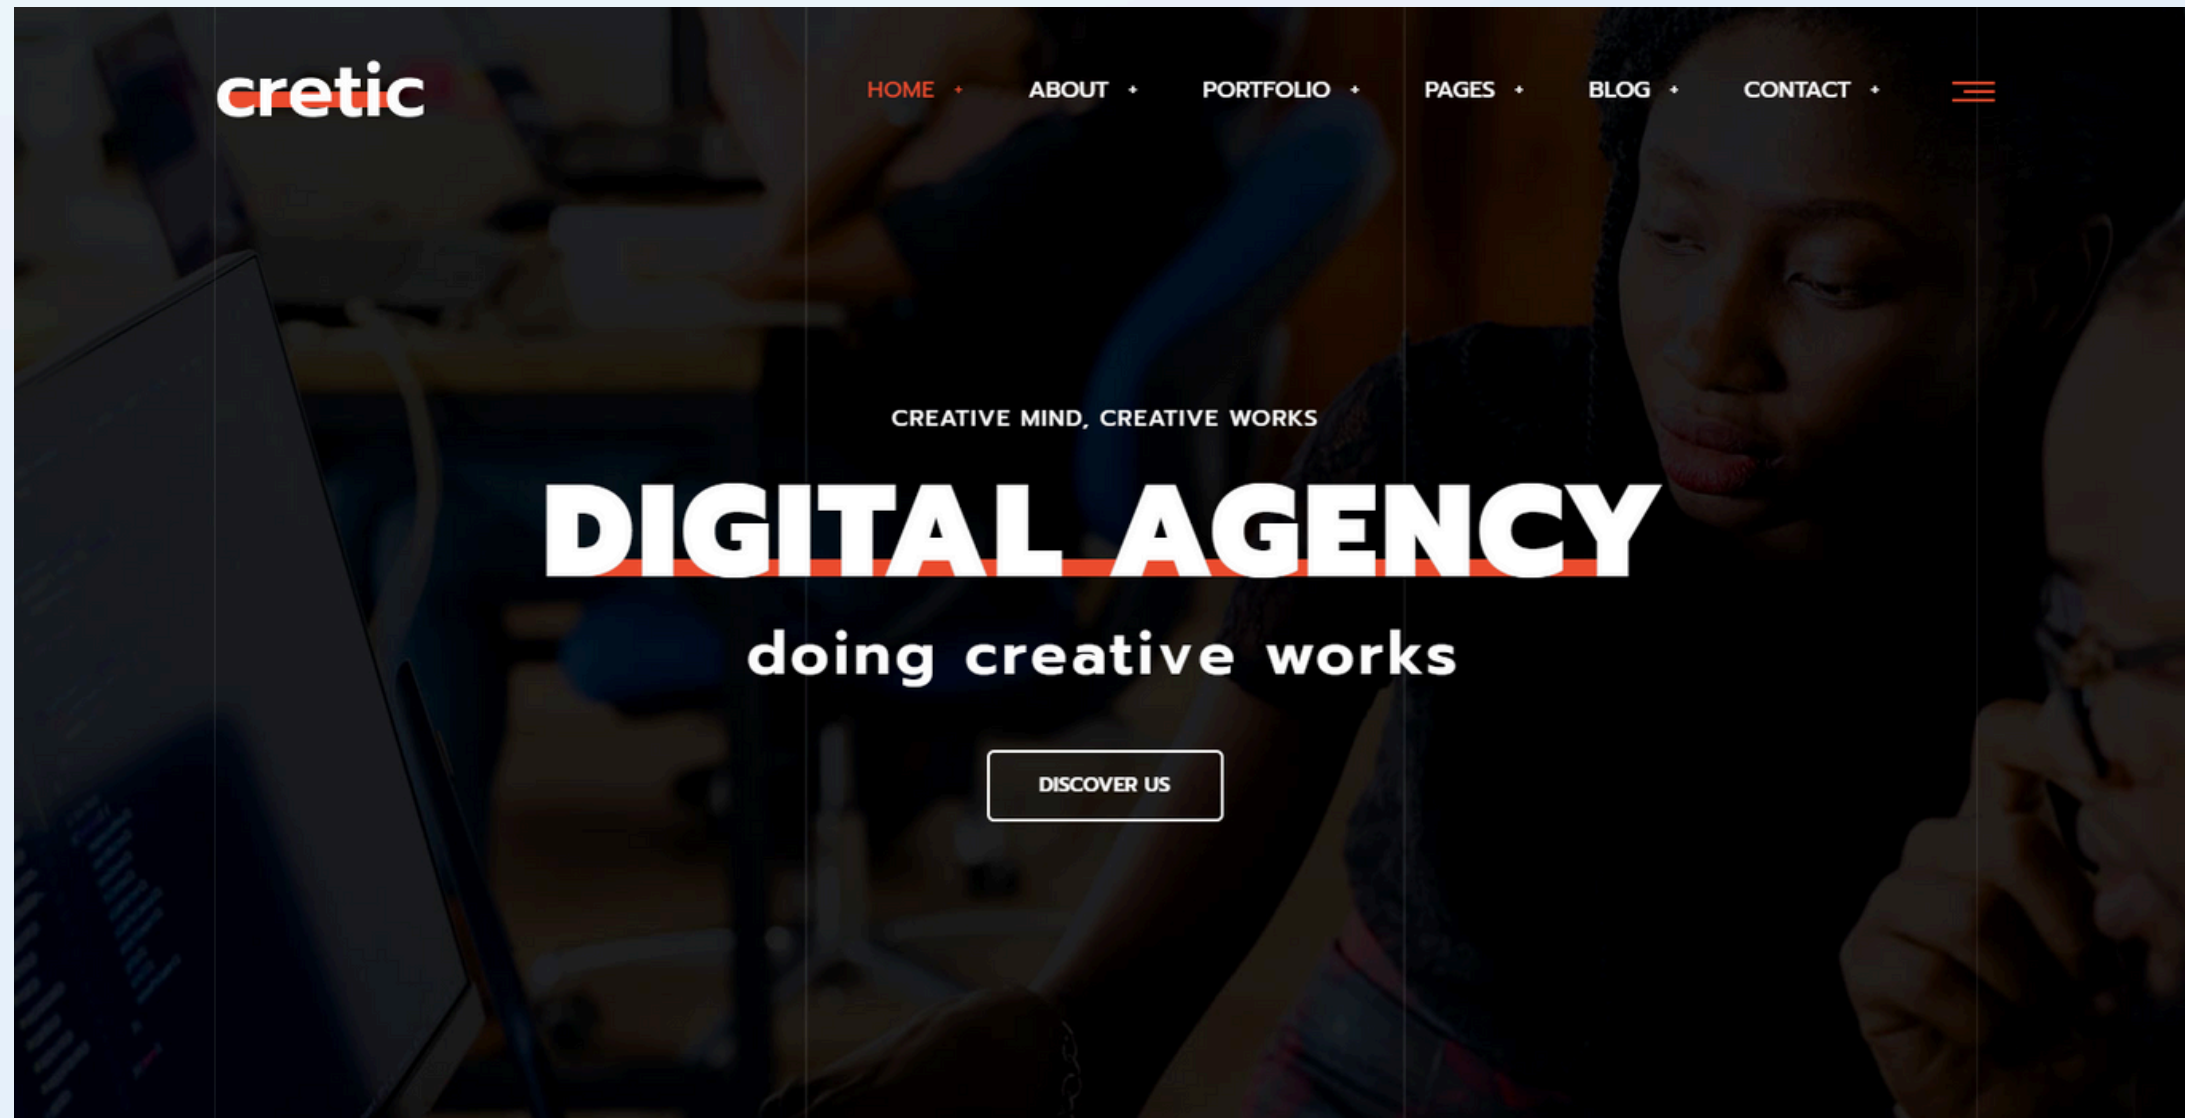 cretic
HOME + ABOUT + PORTFOLIO + PAGES + BLOG + CONTACT +
CREATIVE MIND, CREATIVE WORKS
DIGITAL AGENCY
doing creative works
DISCOVER US